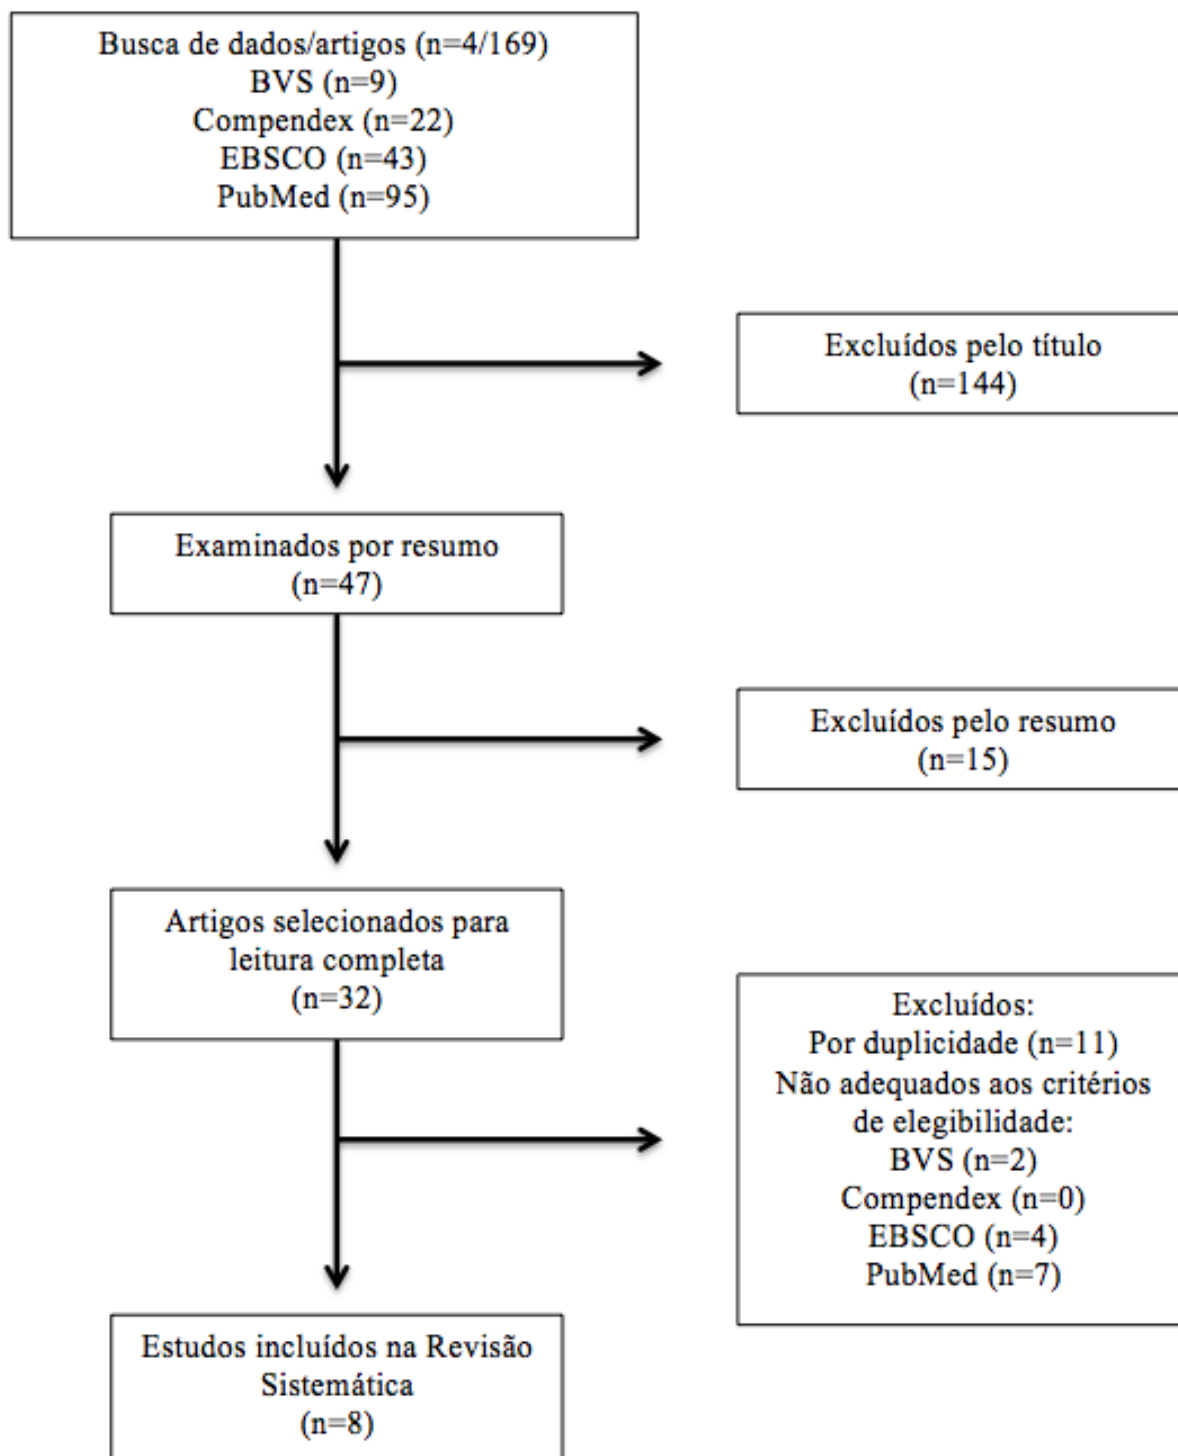 Busca de dados/artigos (n=4/169)
BVS (n=9)
Compendex (n=22)
EBSCO (n=43)
PubMed (n=95)
Excluídos pelo título
(n=144)
Examinados por resumo
(n=47)
Excluídos pelo resumo
(n=15)
Artigos selecionados para
leitura completa
(n=32)
Excluídos:
Por duplicidade (n=11)
Não adequados aos critérios
de elegibilidade:
BVS (n=2)
Compendex (n=0)
EBSCO (n=4)
PubMed (n=7)
Estudos incluídos na Revisão
Sistemática
(n=8)